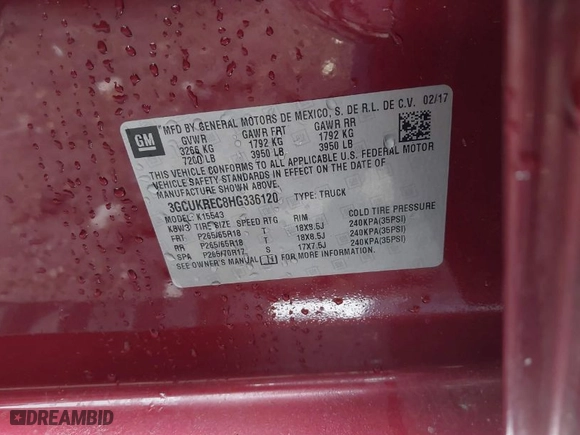 GM
MFD BY GENERAL MOTORS DE MEXICO, S. DE R.L. DE C.V. 02/17
GVWR GAWR FRT GAWR RR
3266 KG 1792 KG 1792 KG
7200 LB 3950 LB 3950 LB
THIS VEHICLE CONFORMS TO ALL APPLICABLE U.S. FEDERAL MOTOR
VEHICLE SAFETY STANDARDS IN EFFECT ON THE DATE OF
MANUFACTURE SHOWN ABOVE.
3GCUKREC8HG336120 TYPE: TRUCK
MODEL: K15543
KBW3 TIRE SIZE SPEED RTG RIM COLD TIRE PRESSURE
FRT P265/65R18 T 18X8.5J 240KPA(35PSI)
RR P265/65R18 T 18X8.5J 240KPA(35PSI)
SPA P265/70R17 S 17X7.5J 240KPA(35PSI)
SEE OWNER'S MANUAL FOR MORE INFORMATION.
DREAMBID